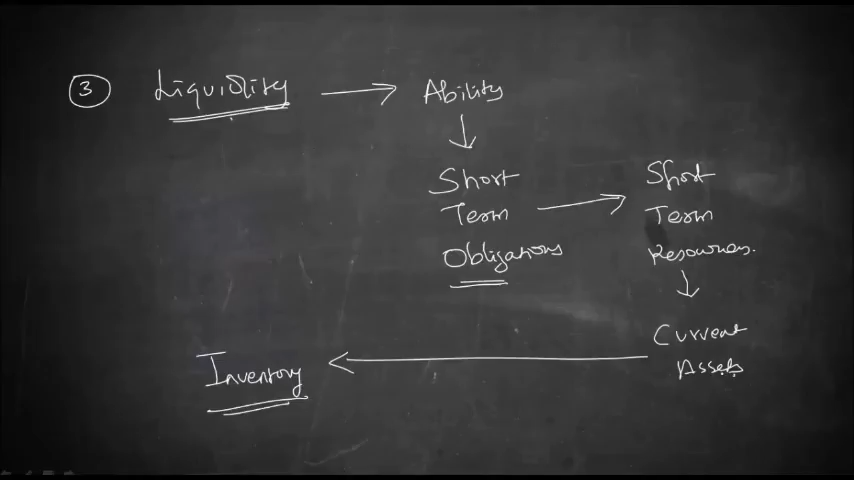 3 Liquidity → Ability
↓
Short
Term
Obligations
→
Short
Term
Resources.
↓
Current
Assets
←
Inventory